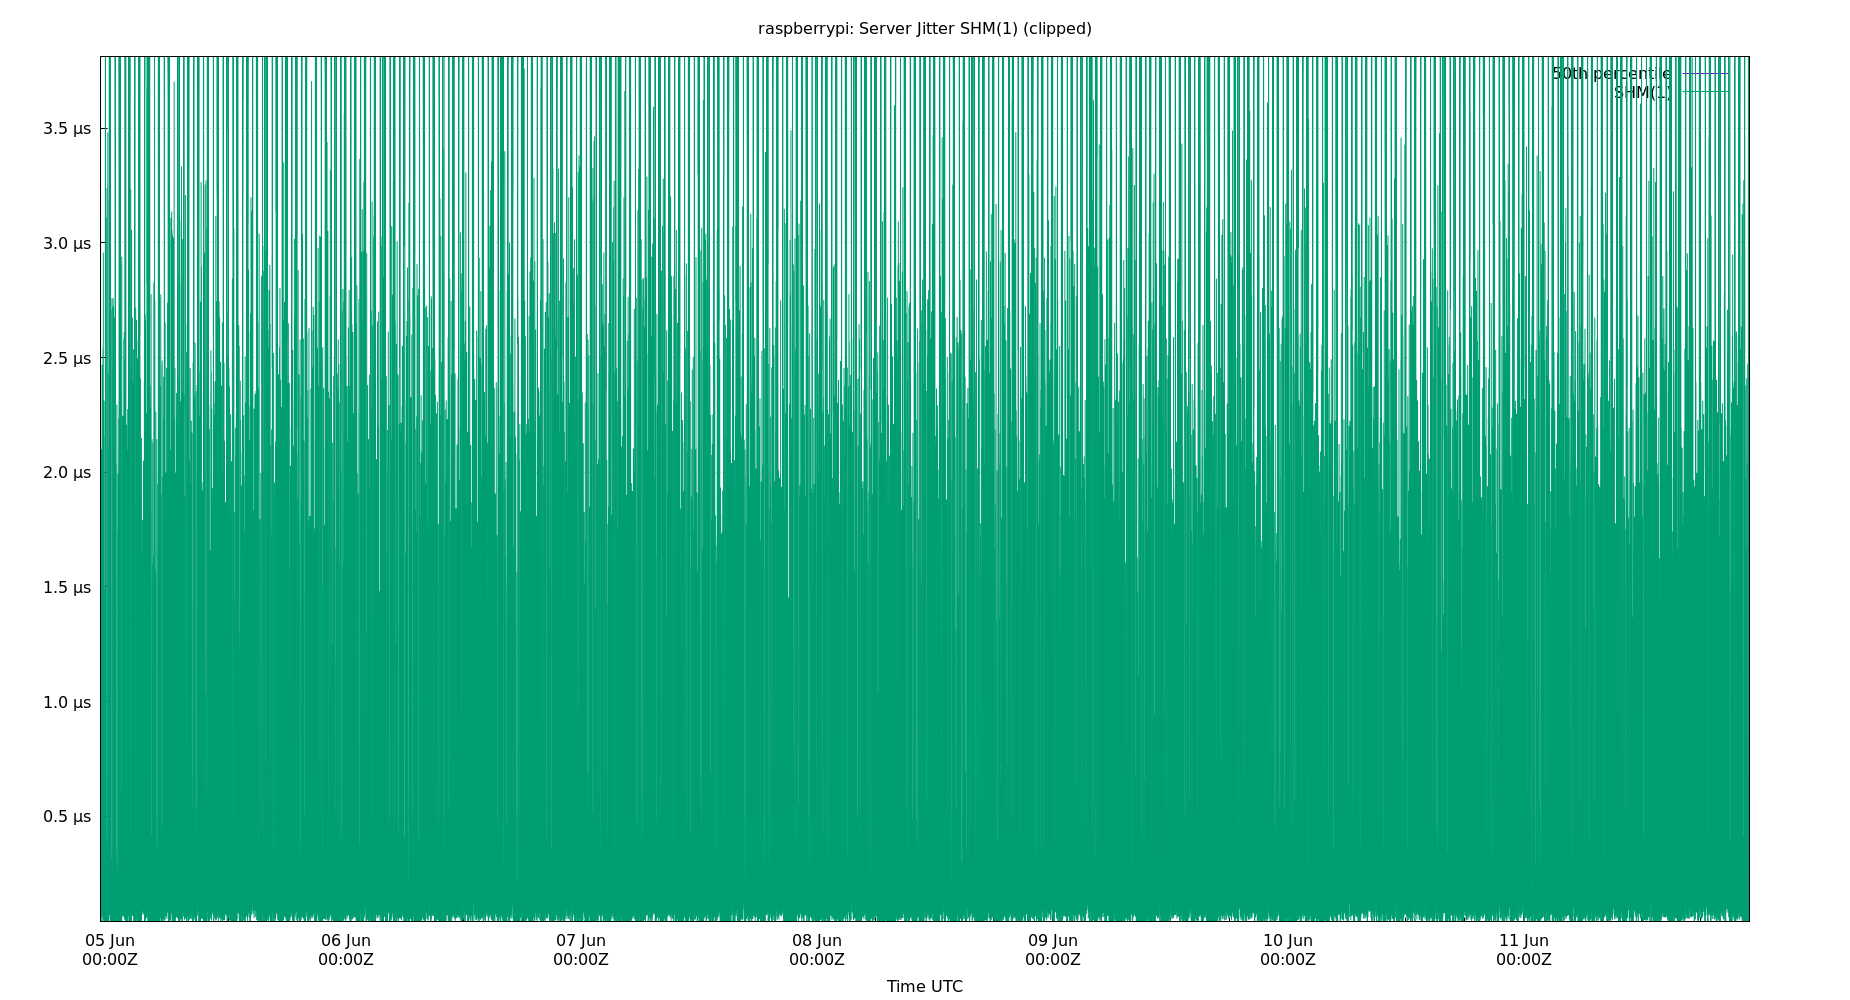 raspberrypi: Server Jitter SHM(1) (clipped)
50th percentile
SHM(1)
3.5 µs
3.0 µs
2.5 µs
2.0 µs
1.5 µs
1.0 µs
0.5 µs
05 Jun 06 Jun 07 Jun 08 Jun 09 Jun 10 Jun 11 Jun
00:00Z 00:00Z 00:00Z 00:00Z 00:00Z 00:00Z 00:00Z
Time UTC